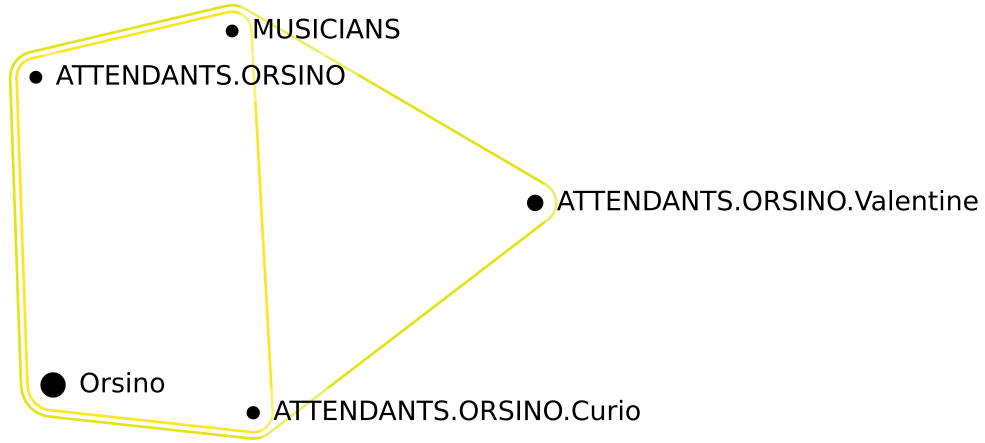 MUSICIANS
ATTENDANTS.ORSINO
ATTENDANTS.ORSINO.Valentine
Orsino
ATTENDANTS.ORSINO.Curio